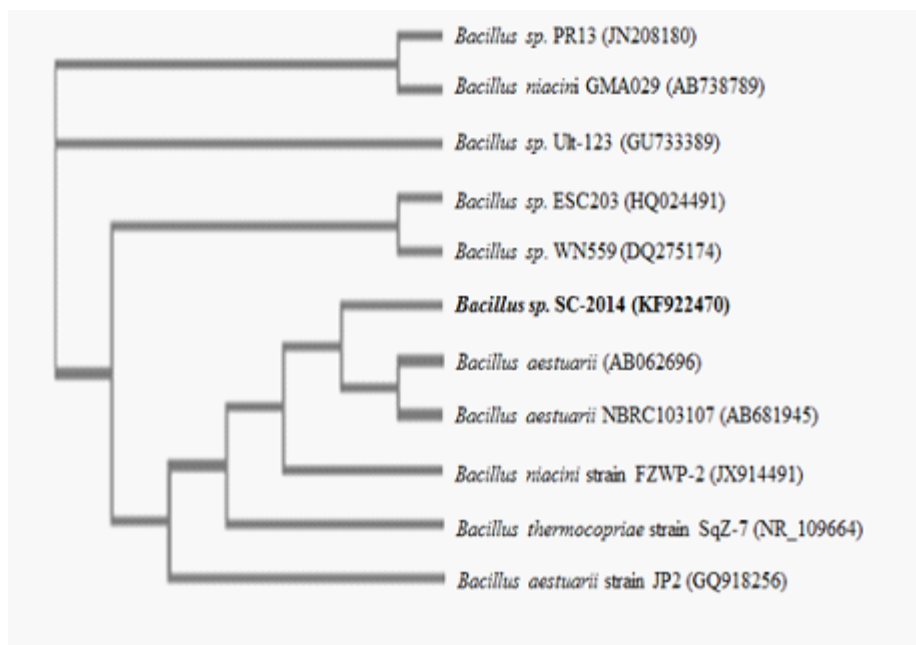 Bacillus sp. PR13 (JN208180)
Bacillus niacini GMA029 (AB738789)
Bacillus sp. Ult-123 (GU733389)
Bacillus sp. ESC203 (HQ024491)
Bacillus sp. WN559 (DQ275174)
Bacillus sp. SC-2014 (KF922470)
Bacillus aestuarii (AB062696)
Bacillus aestuarii NBRC103107 (AB681945)
Bacillus niacini strain FZWP-2 (JX914491)
Bacillus thermocopriae strain SqZ-7 (NR_109664)
Bacillus aestuarii strain JP2 (GQ918256)